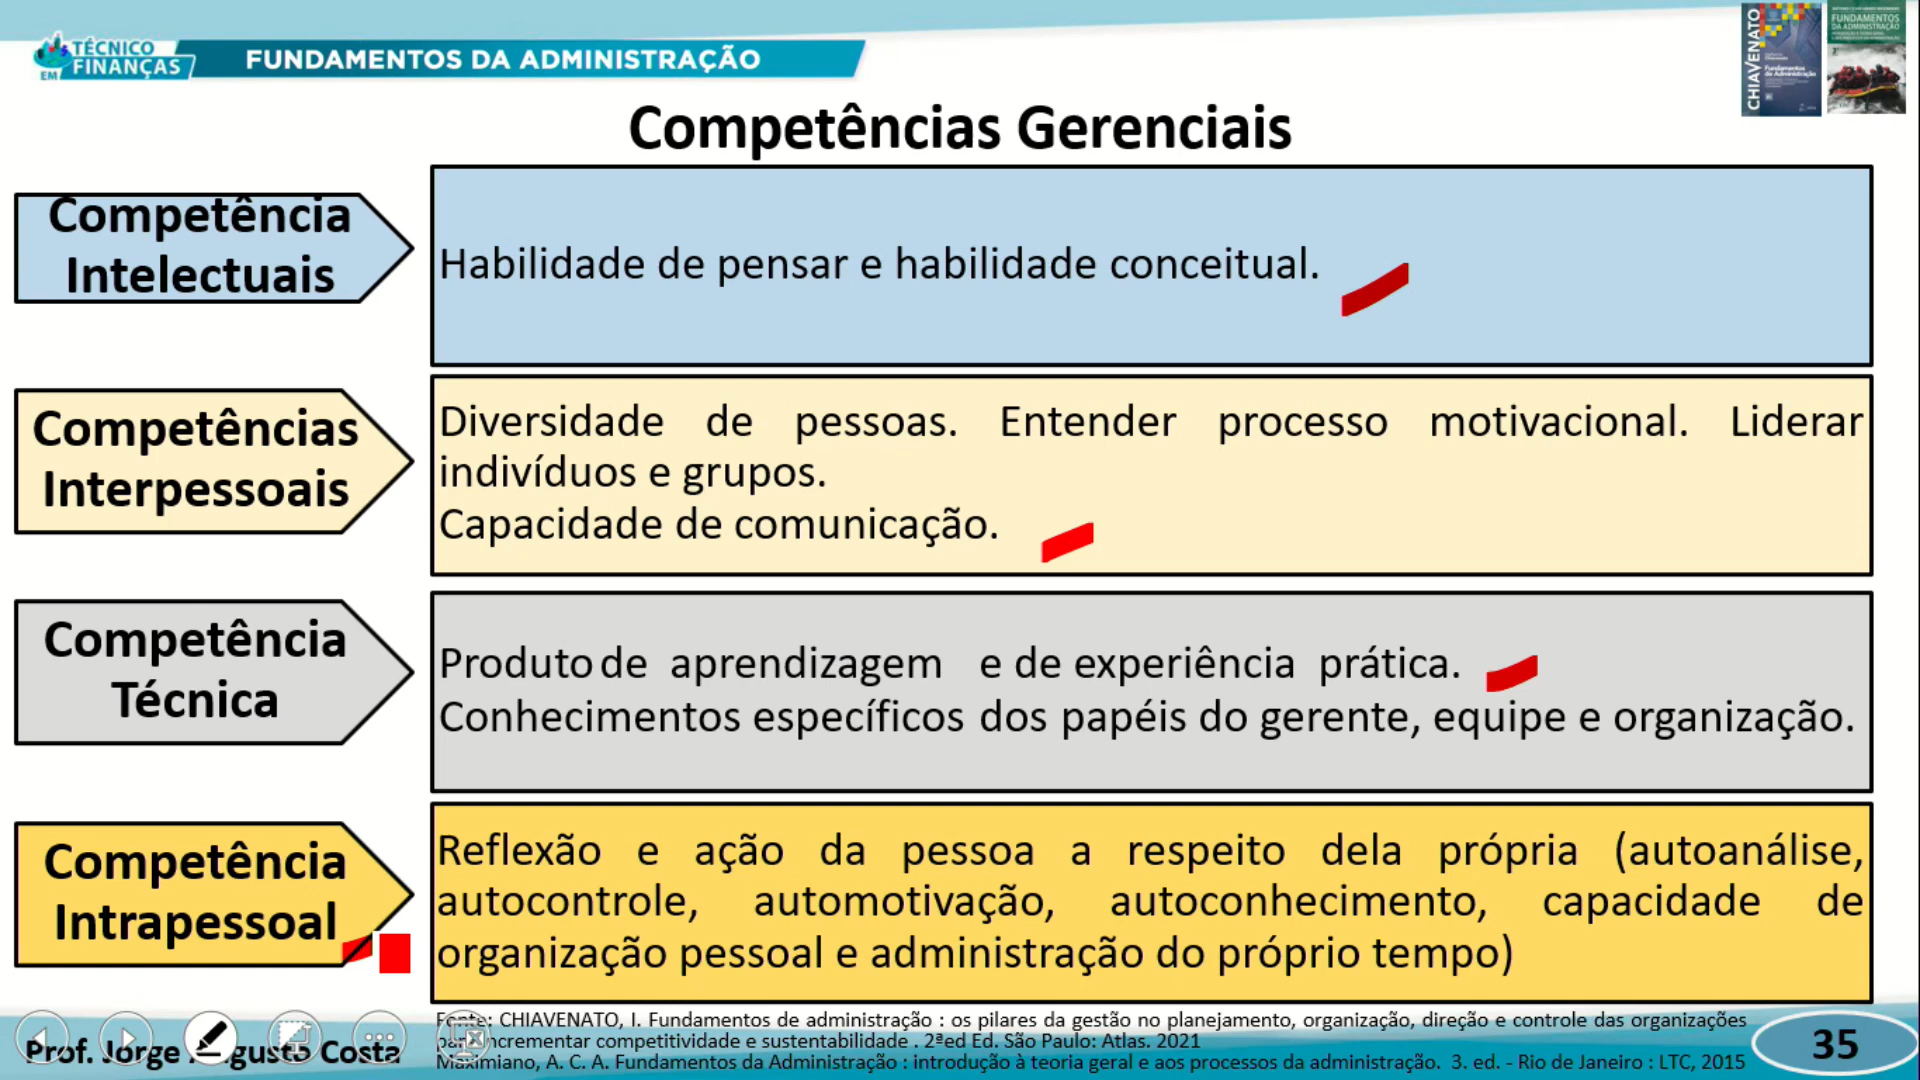 TÉCNICO
EM FINANÇAS
FUNDAMENTOS DA ADMINISTRAÇÃO
CHIAVENATO
Fundamentos
de Administração
FUNDAMENTOS
DA ADMINISTRAÇÃO
Competências Gerenciais
Competência
Intelectuais
Habilidade de pensar e habilidade conceitual.
Competências
Interpessoais
Diversidade de pessoas. Entender processo motivacional. Liderar
indivíduos e grupos.
Capacidade de comunicação.
Competência
Técnica
Produto de aprendizagem e de experiência prática.
Conhecimentos específicos dos papéis do gerente, equipe e organização.
Competência
Intrapessoal
Reflexão e ação da pessoa a respeito dela própria (autoanálise,
autocontrole, automotivação, autoconhecimento, capacidade de
organização pessoal e administração do próprio tempo)
Prof. Jorge Augusto Costa
Fonte: CHIAVENATO, I. Fundamentos de administração : os pilares da gestão no planejamento, organização, direção e controle das organizações
para incrementar competitividade e sustentabilidade . 2ªed Ed. São Paulo: Atlas. 2021
Maximiano, A. C. A. Fundamentos da Administração : introdução à teoria geral e aos processos da administração. 3. ed. - Rio de Janeiro : LTC, 2015
35